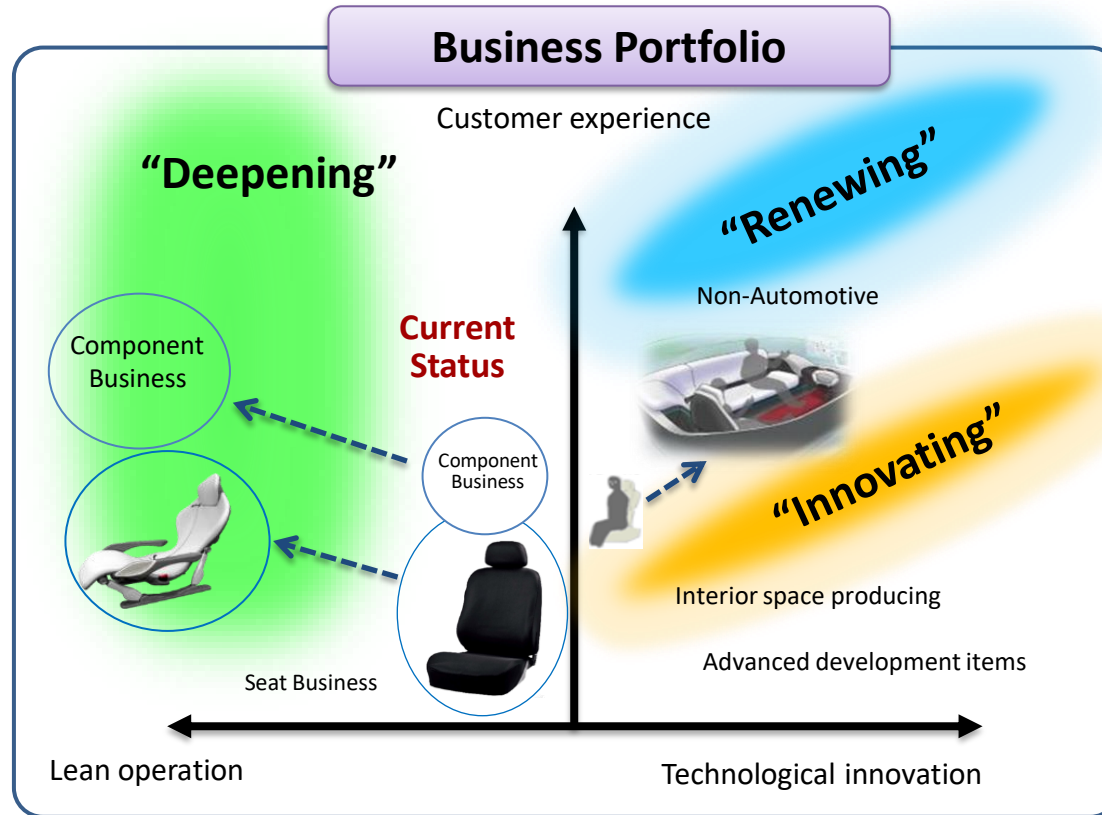 Business Portfolio
Customer experience
“Deepening”
“Renewing”
Non-Automotive
Current
Status
Component
Business
Component
Business
“Innovating”
Interior space producing
Advanced development items
Seat Business
Lean operation
Technological innovation